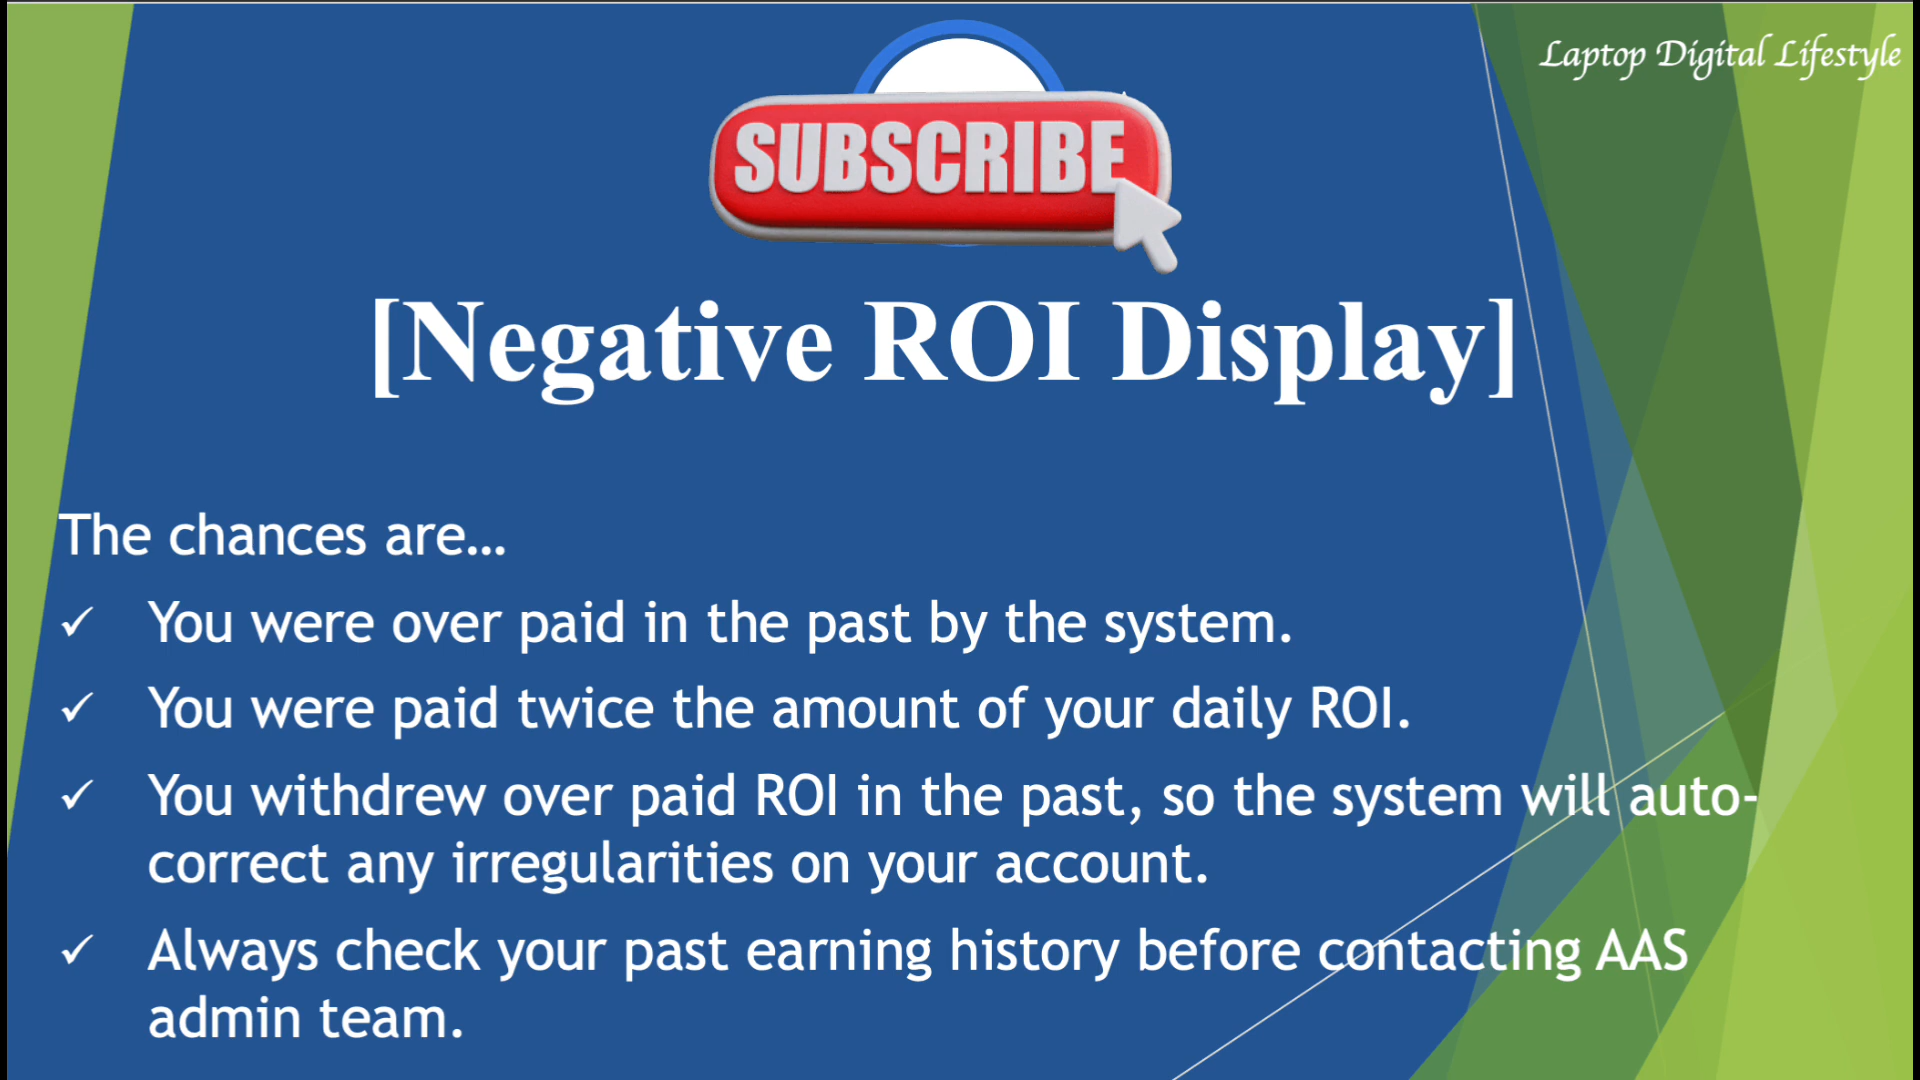 Laptop Digital Lifestyle
SUBSCRIBE
[Negative ROI Display]
The chances are...
✓ You were over paid in the past by the system.
✓ You were paid twice the amount of your daily ROI.
✓ You withdrew over paid ROI in the past, so the system will auto-
correct any irregularities on your account.
✓ Always check your past earning history before contacting AAS
admin team.